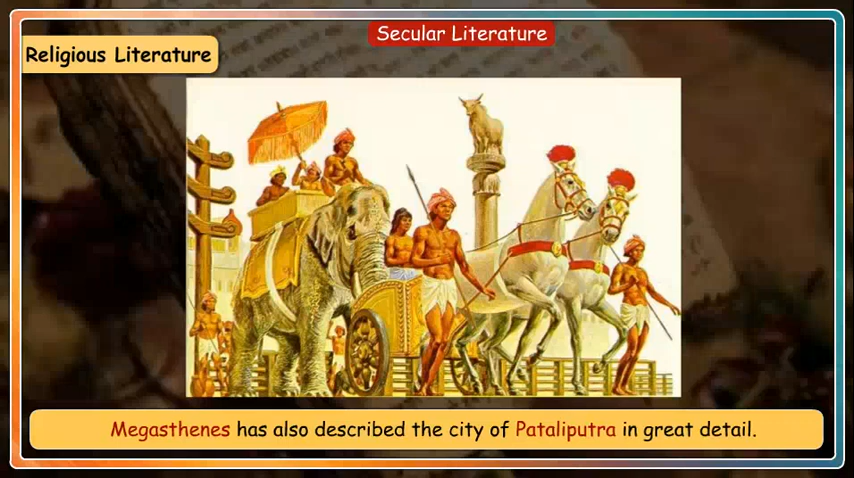 Secular Literature
Religious Literature
Megasthenes has also described the city of Pataliputra in great detail.